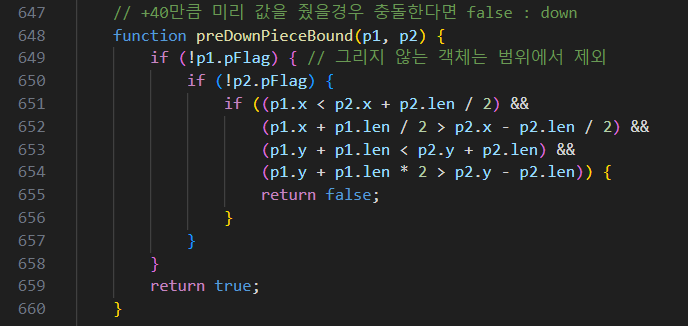 647 // +40만큼 미리 값을 줬을경우 충돌한다면 false : down
648 function preDownPieceBound(p1, p2) {
649 if (!p1.pFlag) { // 그리지 않는 객체는 범위에서 제외
650 if (!p2.pFlag) {
651 if ((p1.x < p2.x + p2.len / 2) &&
652 (p1.x + p1.len / 2 > p2.x - p2.len / 2) &&
653 (p1.y + p1.len < p2.y + p2.len) &&
654 (p1.y + p1.len * 2 > p2.y - p2.len)) {
655 return false;
656 }
657 }
658 }
659 return true;
660 }